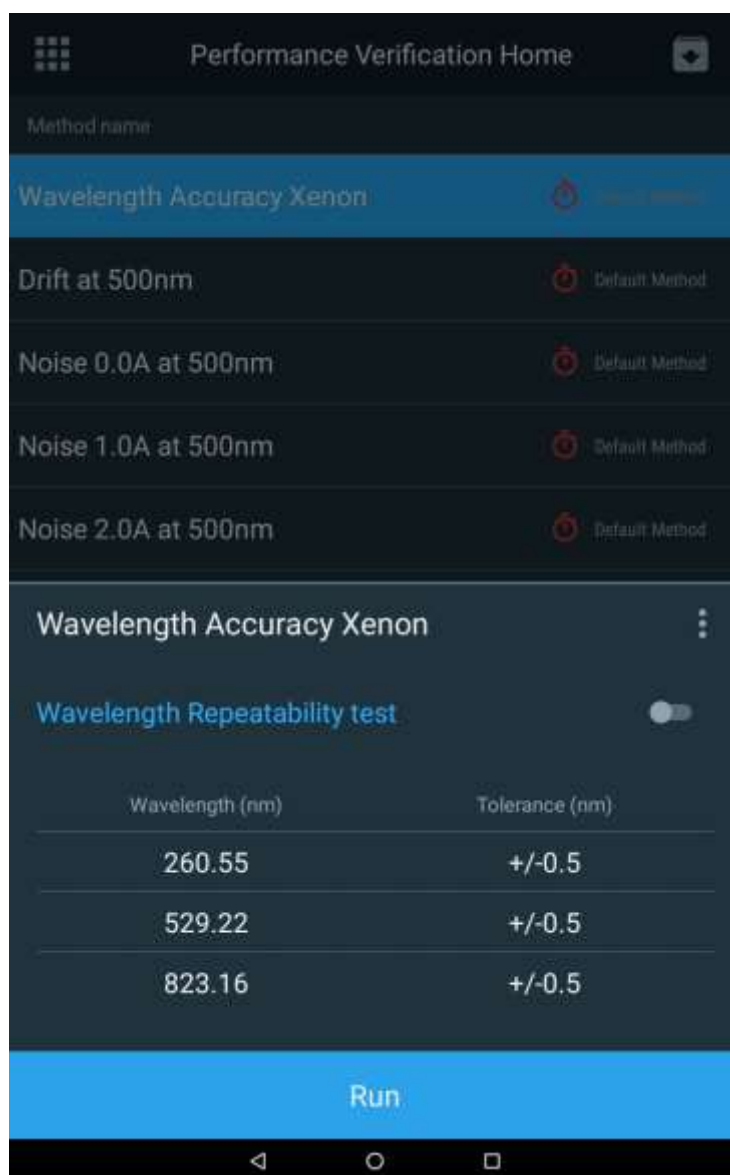 Performance Verification Home
Method name
Wavelength Accuracy Xenon
Drift at 500nm
Default Method
Noise 0.0A at 500nm
Default Method
Noise 1.0A at 500nm
Default Method
Noise 2.0A at 500nm
Default Method
Wavelength Accuracy Xenon
Wavelength Repeatability test
Wavelength (nm) Tolerance (nm)
260.55 +/-0.5
529.22 +/-0.5
823.16 +/-0.5
Run